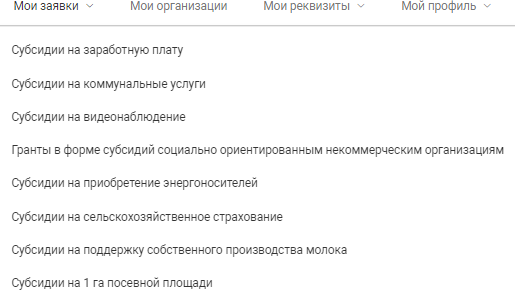 Мои заявки Мои организации Мои реквизиты Мой профиль
Субсидии на заработную плату
Субсидии на коммунальные услуги
Субсидии на видеонаблюдение
Гранты в форме субсидий социально ориентированным некоммерческим организациям
Субсидии на приобретение энергоносителей
Субсидии на сельскохозяйственное страхование
Субсидии на поддержку собственного производства молока
Субсидии на 1 га посевной площади